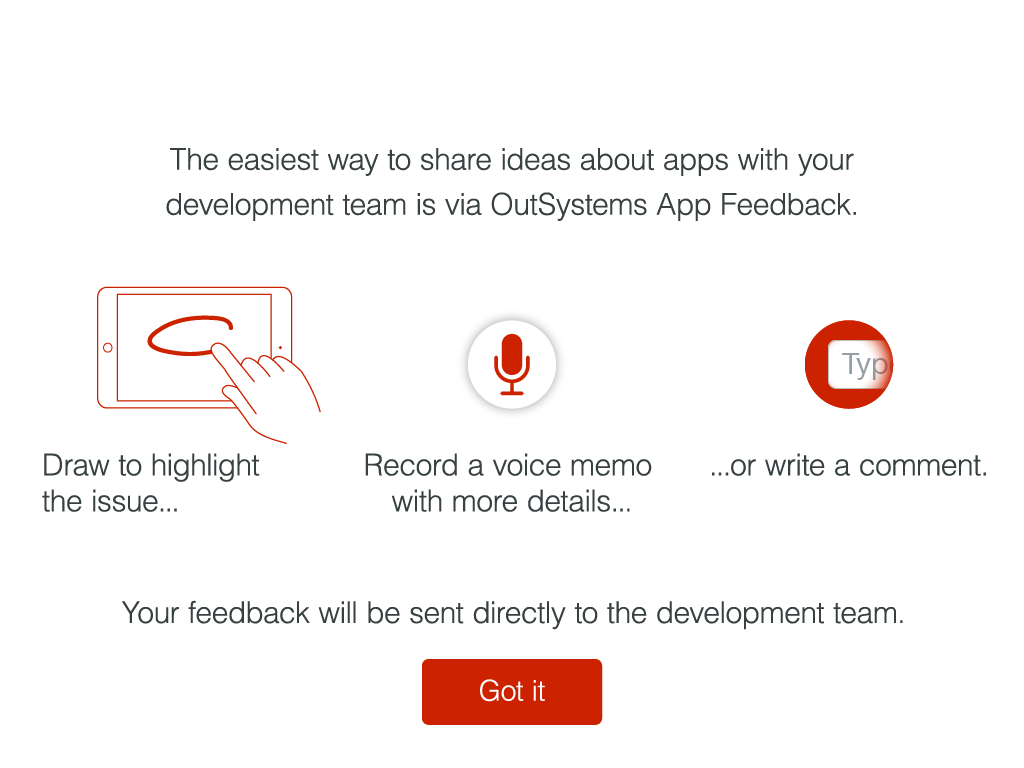 The easiest way to share ideas about apps with your
development team is via OutSystems App Feedback.
Typ
Draw to highlight
the issue...
Record a voice memo
with more details...
...or write a comment.
Your feedback will be sent directly to the development team.
Got it